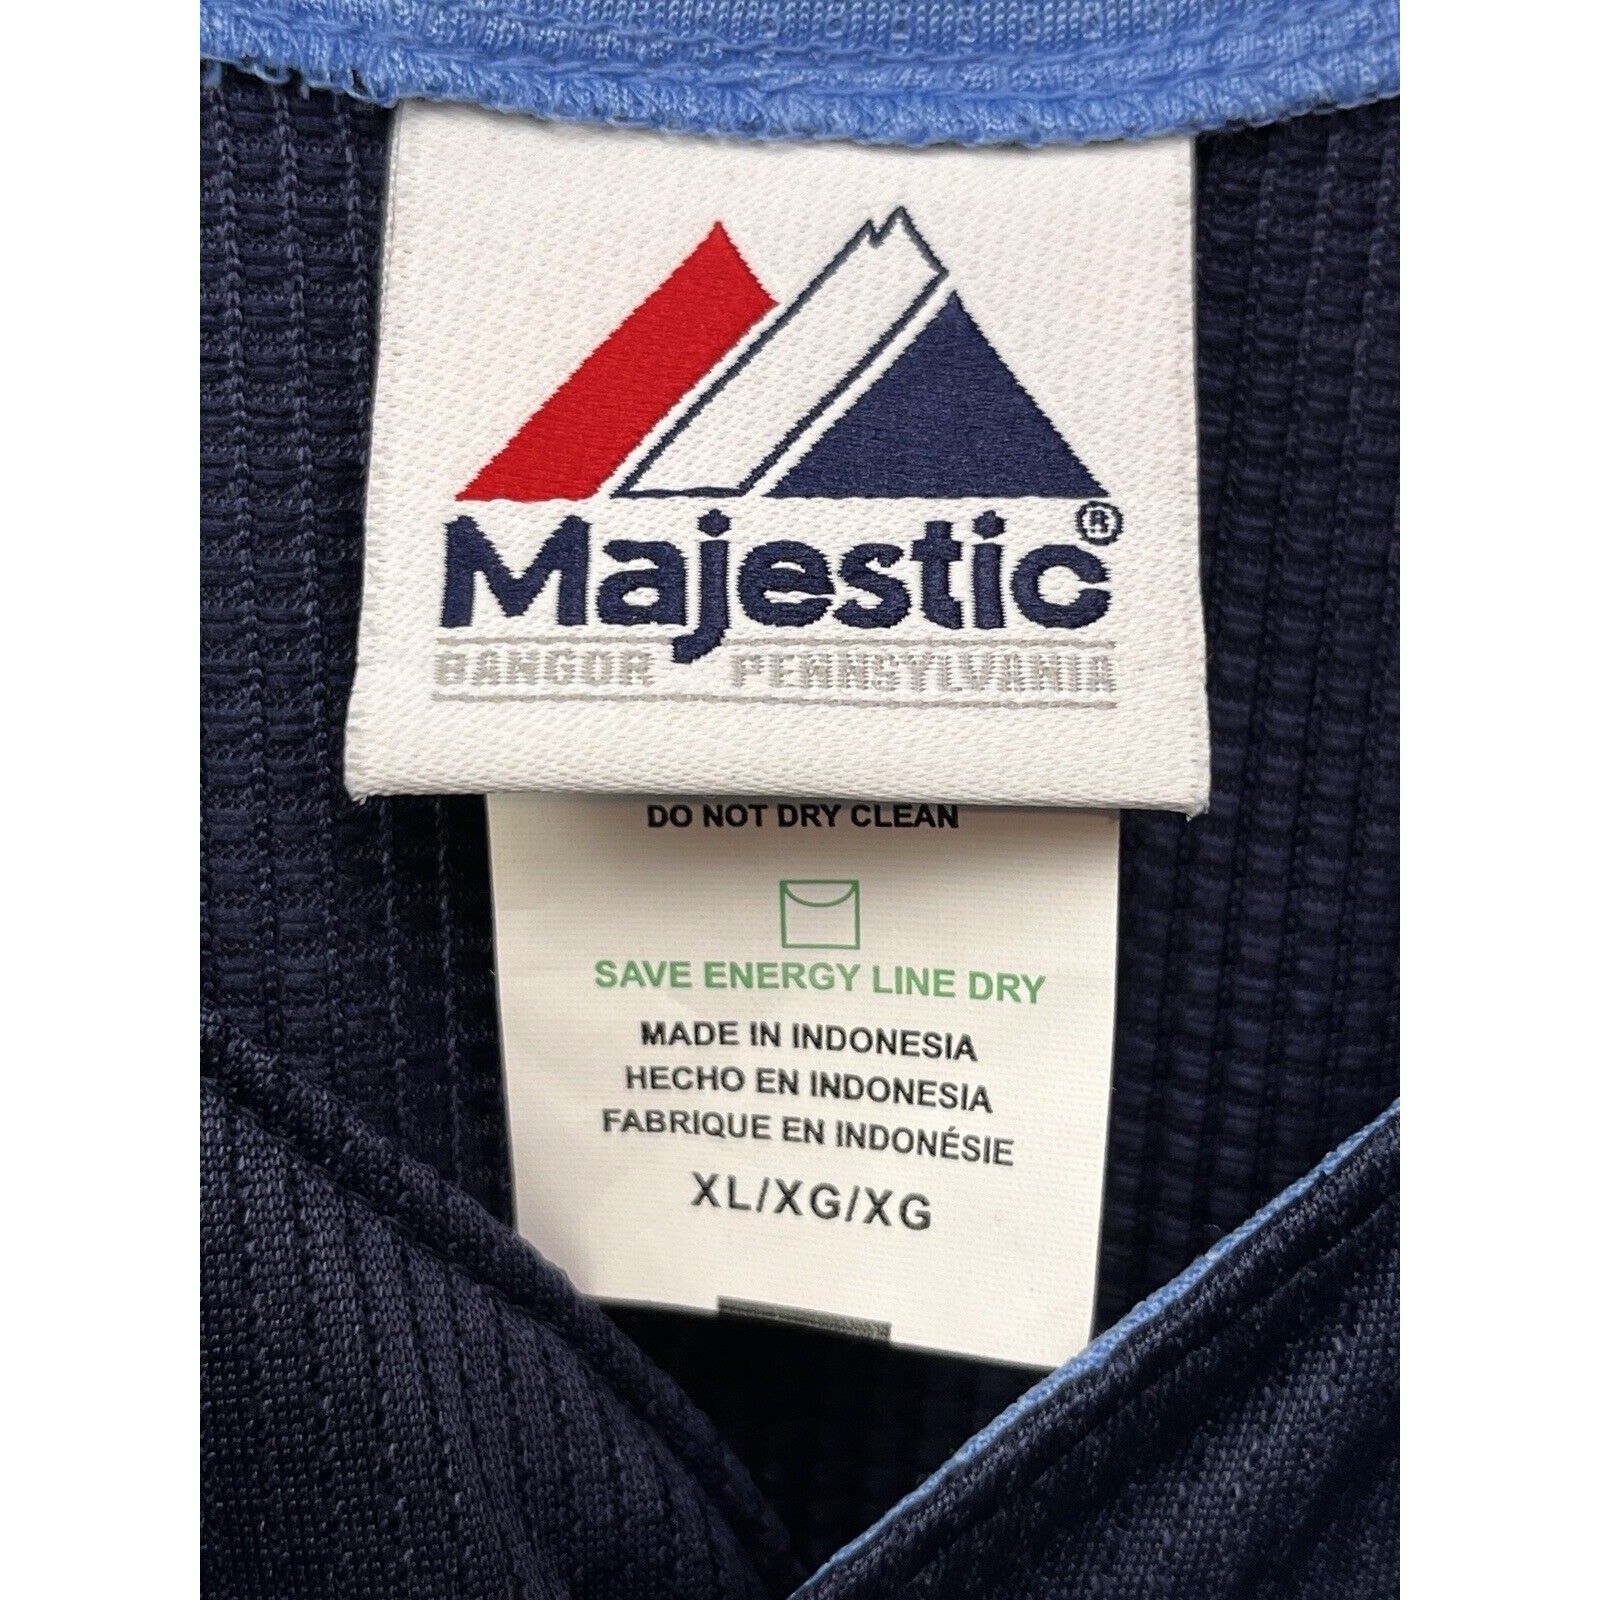 Majestic®
BANGOR PENNSYLVANIA
DO NOT DRY CLEAN
SAVE ENERGY LINE DRY
MADE IN INDONESIA
HECHO EN INDONESIA
FABRIQUE EN INDONÉSIE
XL/XG/XG